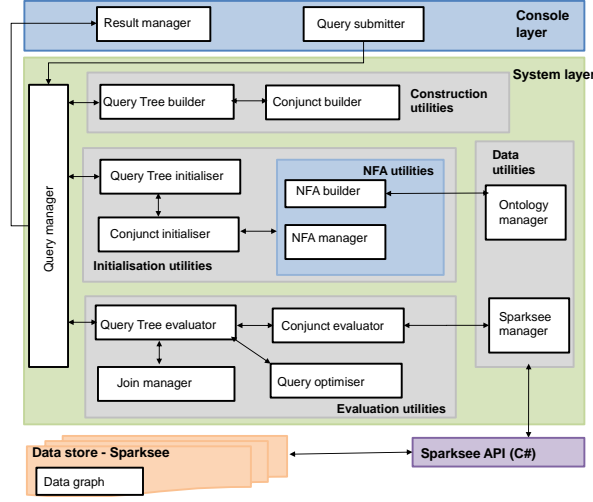 Result manager
Query submitter
Console
layer
System layer
Query manager
Query Tree builder
Conjunct builder
Construction
utilities
Query Tree initialiser
Conjunct initialiser
Initialisation utilities
NFA utilities
NFA builder
NFA manager
Data
utilities
Ontology
manager
Sparksee
manager
Query Tree evaluator
Conjunct evaluator
Join manager
Query optimiser
Evaluation utilities
Data store - Sparksee
Data graph
Sparksee API (C#)